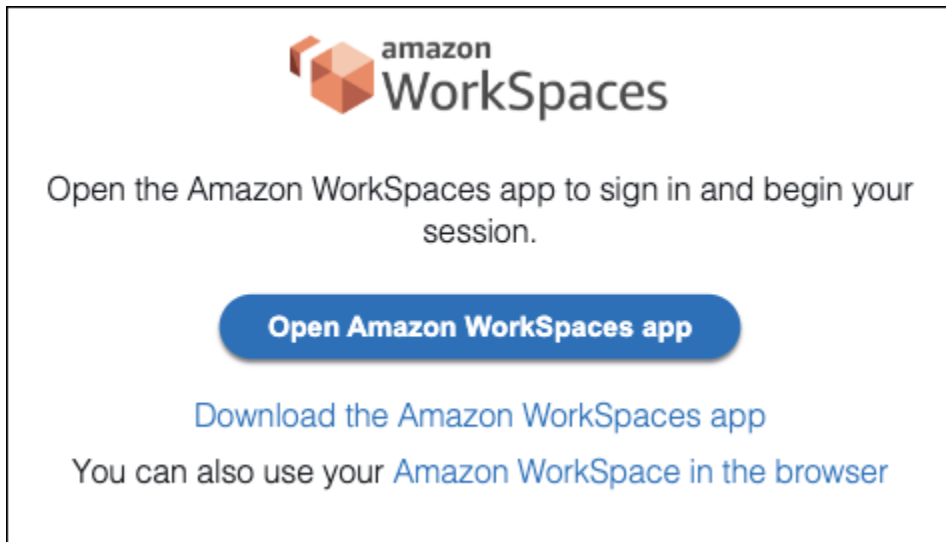 amazon
WorkSpaces
Open the Amazon WorkSpaces app to sign in and begin your
session.
Open Amazon WorkSpaces app
Download the Amazon WorkSpaces app
You can also use your Amazon WorkSpace in the browser